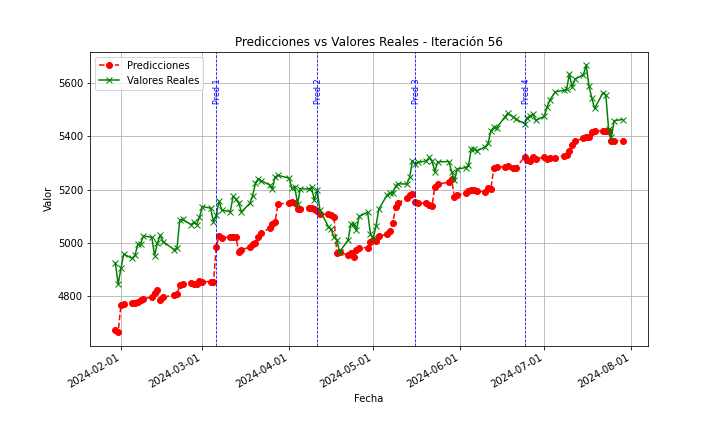 Predicciones vs Valores Reales - Iteración 56
Predicciones
Valores Reales
Pred 1
Pred 2
Pred 3
Pred 4
Valor
5600
5400
5200
5000
4800
2024-02-01
2024-03-01
2024-04-01
2024-05-01
2024-06-01
2024-07-01
2024-08-01
Fecha